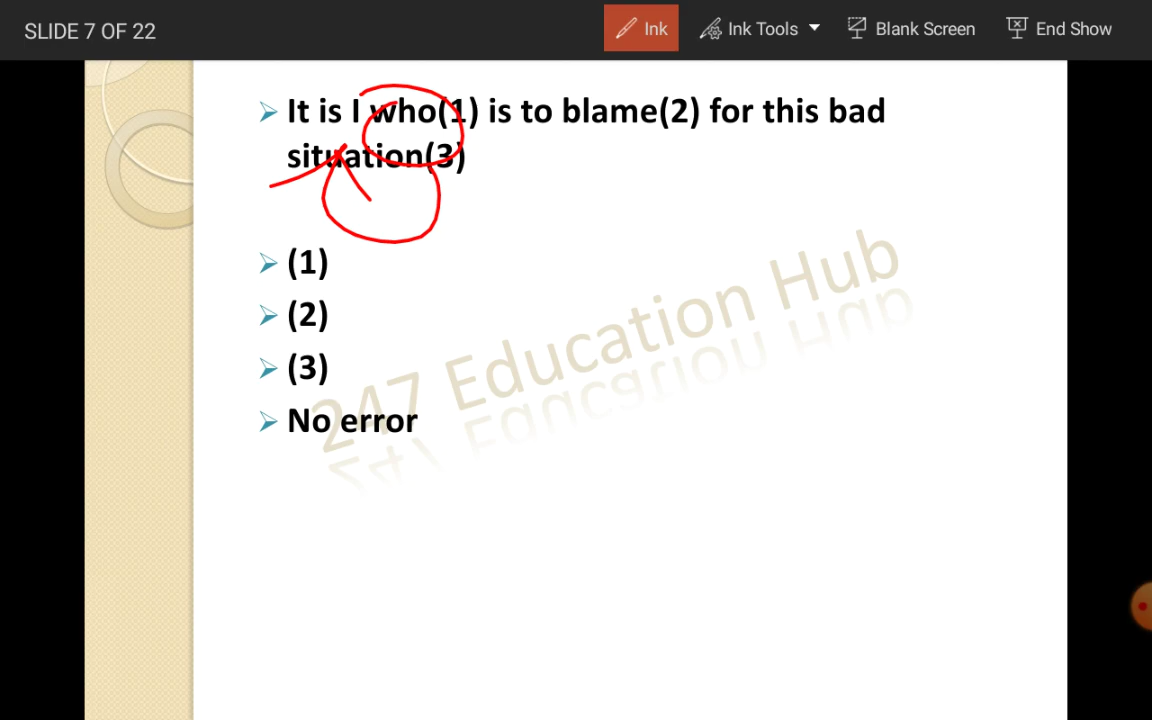 SLIDE 7 OF 22
Ink
Ink Tools
Blank Screen
End Show
It is I who(1) is to blame(2) for this bad
situation(3)
(1)
(2)
(3)
No error
247 Education Hub